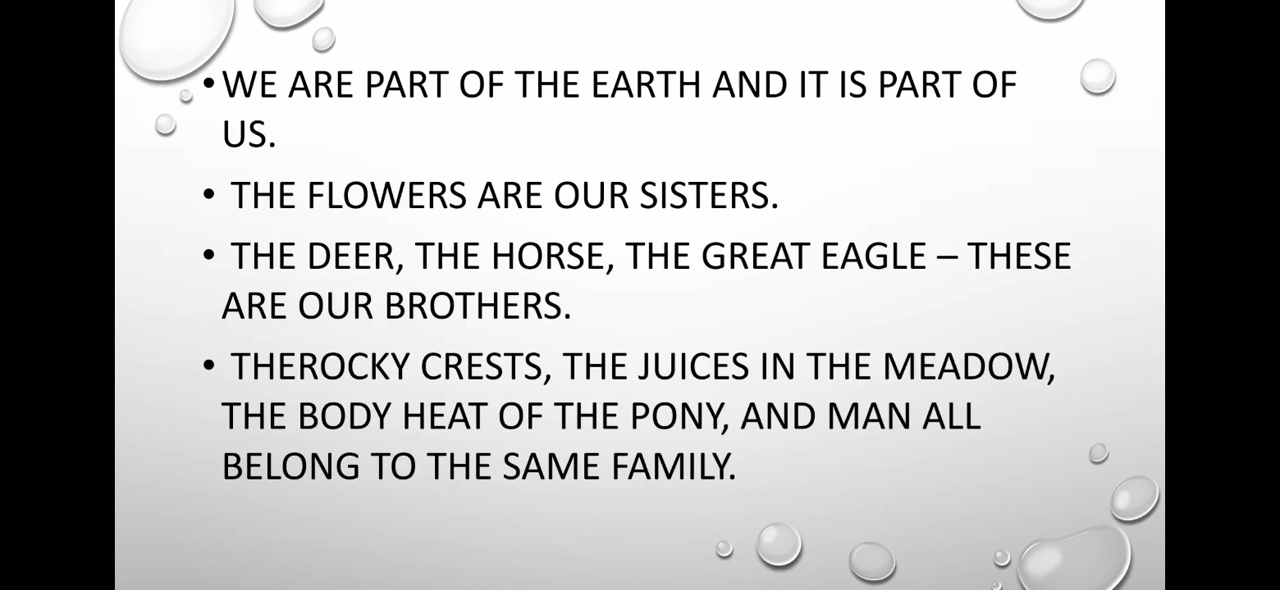 • WE ARE PART OF THE EARTH AND IT IS PART OF
US.
• THE FLOWERS ARE OUR SISTERS.
• THE DEER, THE HORSE, THE GREAT EAGLE – THESE
ARE OUR BROTHERS.
• THEROCKY CRESTS, THE JUICES IN THE MEADOW,
THE BODY HEAT OF THE PONY, AND MAN ALL
BELONG TO THE SAME FAMILY.